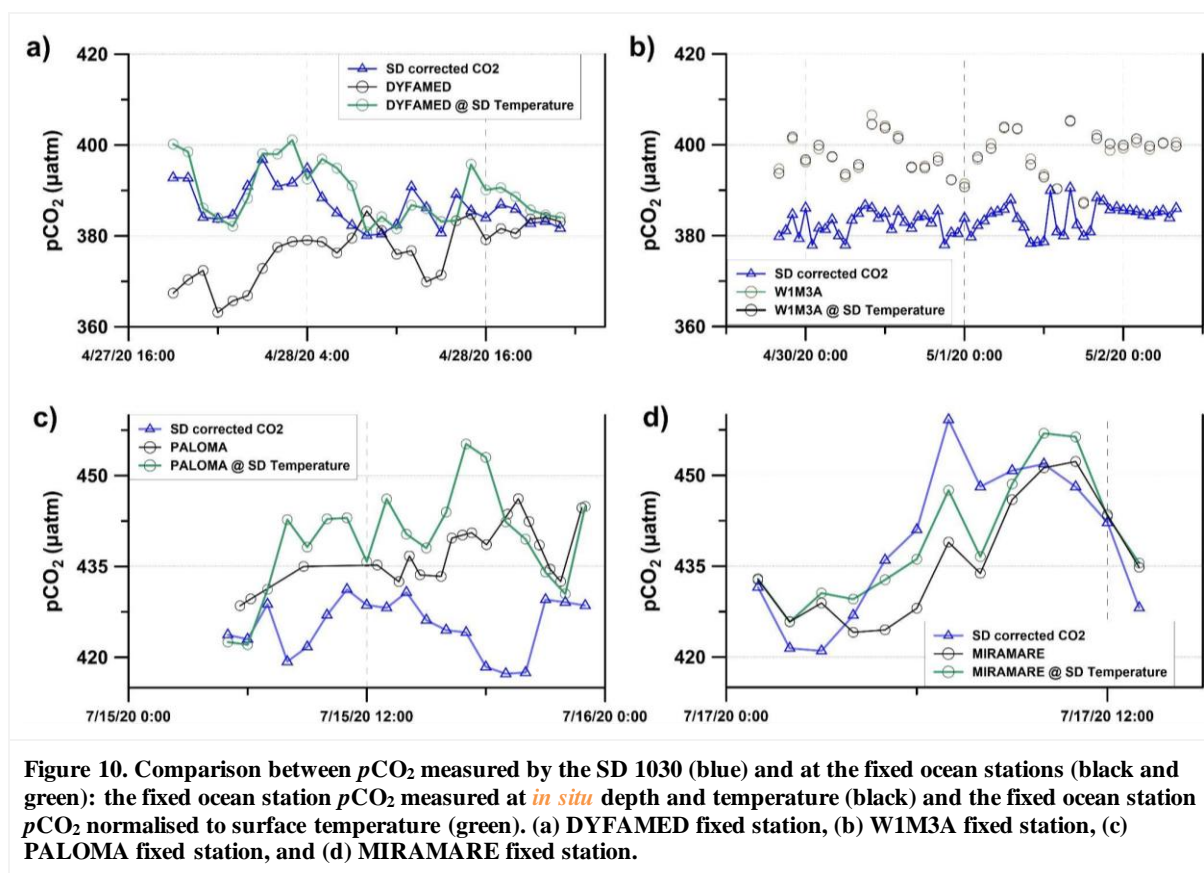 a)
420
400
380
360
pCO₂ (µatm)
SD corrected CO2
DYFAMED
DYFAMED @ SD Temperature
4/27/20 16:00
4/28/20 4:00
4/28/20 16:00
b)
420
400
380
360
pCO₂ (µatm)
SD corrected CO2
W1M3A
W1M3A @ SD Temperature
4/30/20 0:00
5/1/20 0:00
5/2/20 0:00
c)
450
435
420
pCO₂ (µatm)
SD corrected CO2
PALOMA
PALOMA @ SD Temperature
7/15/20 0:00
7/15/20 12:00
7/16/20 0:00
d)
450
435
420
pCO₂ (µatm)
SD corrected CO2
MIRAMARE
MIRAMARE @ SD Temperature
7/17/20 0:00
7/17/20 12:00
Figure 10. Comparison between pCO₂ measured by the SD 1030 (blue) and at the fixed ocean stations (black and
green): the fixed ocean station pCO₂ measured at in situ depth and temperature (black) and the fixed ocean station
pCO₂ normalised to surface temperature (green). (a) DYFAMED fixed station, (b) W1M3A fixed station, (c)
PALOMA fixed station, and (d) MIRAMARE fixed station.